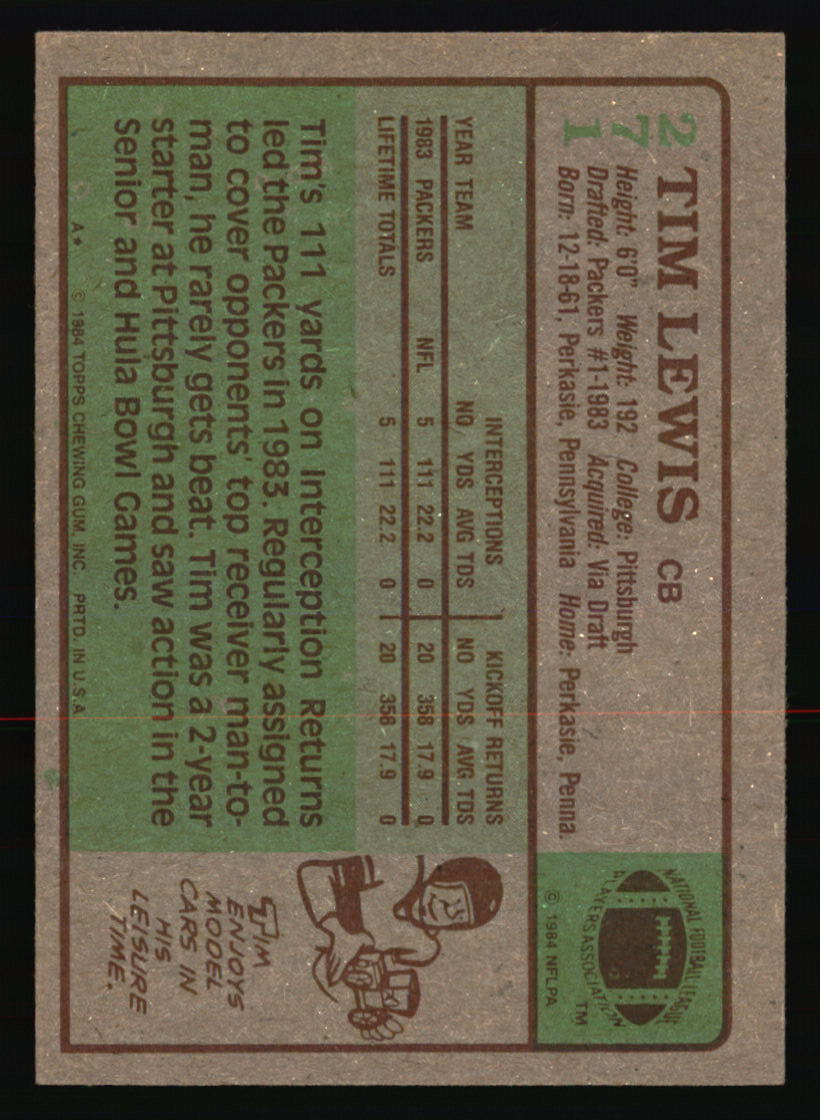 271
TIM LEWIS CB
Height: 6'0" Weight: 192 College: Pittsburgh
Drafted: Packers #1-1983 Acquired: Via Draft
Born: 12-18-61, Perkasie, Pennsylvania Home: Perkasie, Penna.
NATIONAL FOOTBALL LEAGUE
PLAYERS ASSOCIATION
TM
© 1984 NFLPA
INTERCEPTIONS KICKOFF RETURNS
YEAR TEAM NO. YDS AVG TDS NO YDS AVG TDS
1983 PACKERS NFL 5 111 22.2 0 20 358 17.9 0
LIFETIME TOTALS 5 111 22.2 0 20 358 17.9 0
Tim's 111 yards on Interception Returns
led the Packers in 1983. Regularly assigned
to cover opponents' top receiver man-to-
man, he rarely gets beat. Tim was a 2-year
starter at Pittsburgh and saw action in the
Senior and Hula Bowl Games.
TIM
ENJOYS
MODEL
CARS IN
HIS
LEISURE
TIME.
A* © 1984 TOPPS CHEWING GUM, INC. PRTD. IN U.S.A.